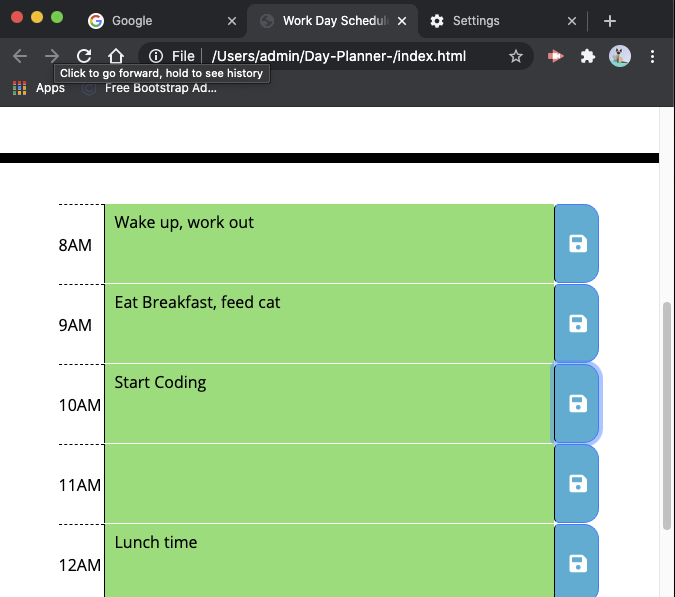 Google
Work Day Schedul
Settings
File
/Users/admin/Day-Planner-/index.html
Click to go forward, hold to see history
Apps
Free Bootstrap Ad...
8AM
Wake up, work out
9AM
Eat Breakfast, feed cat
10AM
Start Coding
11AM
12AM
Lunch time